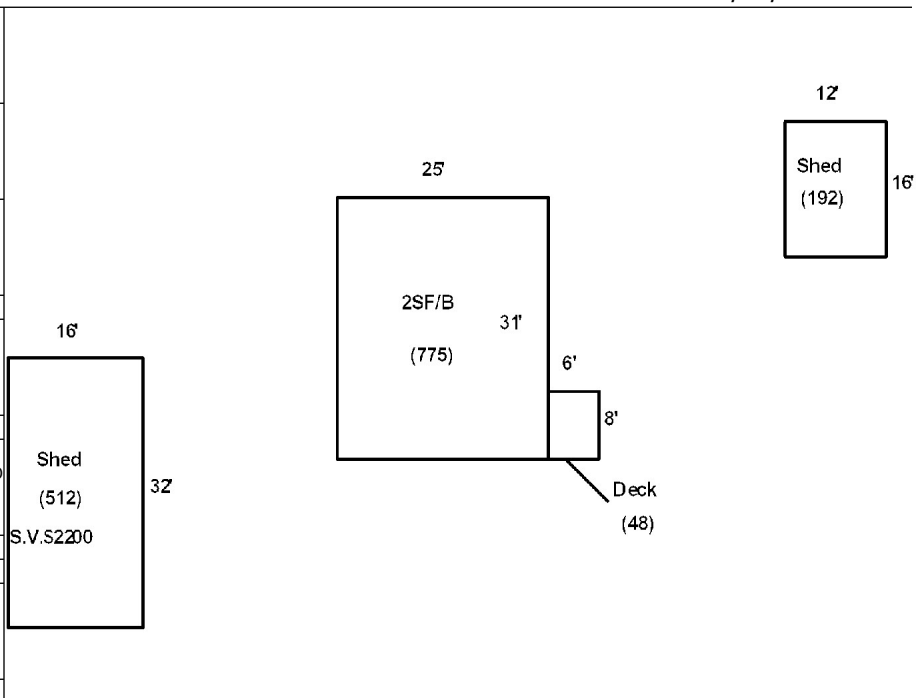 12'
Shed
(192)
16'
25'
2SF/B
31'
(775)
6'
8'
Deck
(48)
16'
Shed
(512)
32'
S.V.S2200